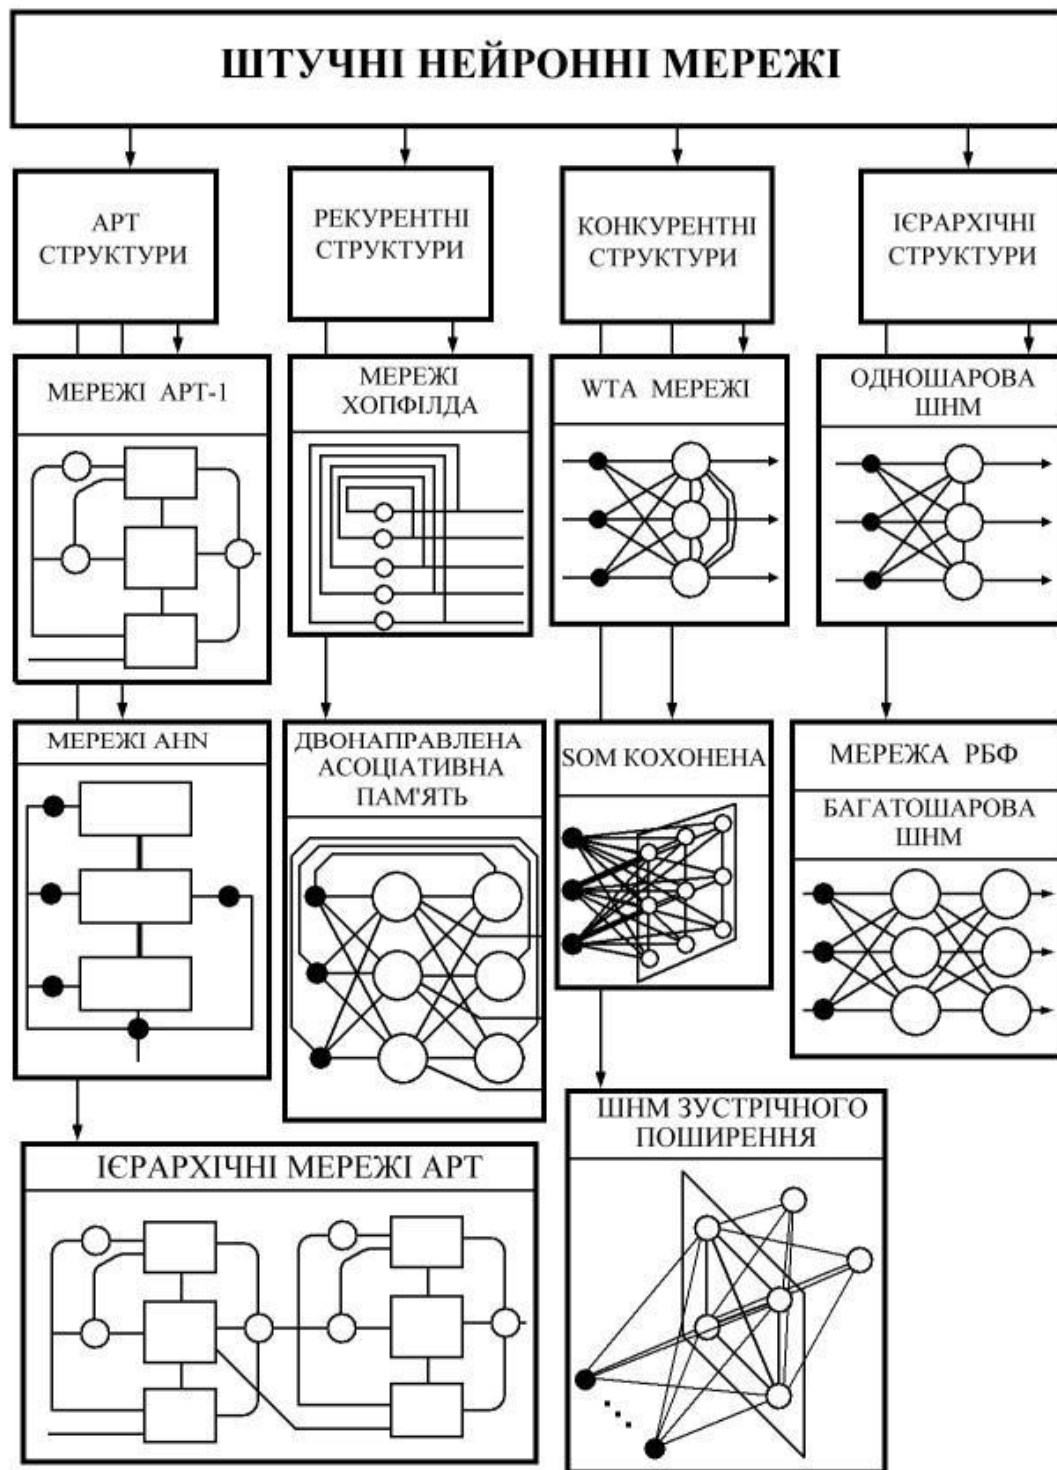 ШТУЧНІ НЕЙРОННІ МЕРЕЖІ
АРТ
СТРУКТУРИ
РЕКУРЕНТНІ
СТРУКТУРИ
КОНКУРЕНТНІ
СТРУКТУРИ
ІЄРАРХІЧНІ
СТРУКТУРИ
МЕРЕЖІ АРТ-1
МЕРЕЖІ
ХОПФІЛДА
WTA МЕРЕЖІ
ОДНОШАРОВА
ШНМ
МЕРЕЖІ AHN
ДВОНАПРАВЛЕНА
АСОЦІАТИВНА
ПАМ'ЯТЬ
SOM КОХОНЕНА
МЕРЕЖА РБФ
БАГАТОШАРОВА
ШНМ
ІЄРАРХІЧНІ МЕРЕЖІ АРТ
ШНМ ЗУСТРІЧНОГО
ПОШИРЕННЯ